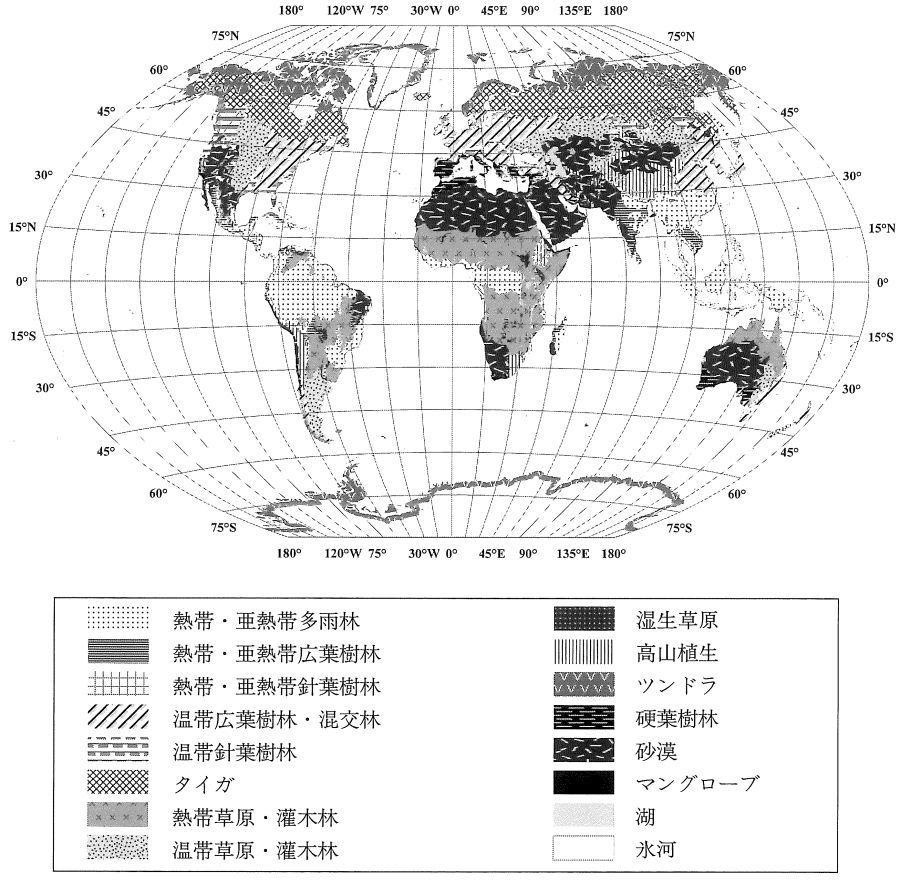 180° 120°W 75° 30°W 0° 45°E 90° 135°E 180°
75°N 75°N
60° 60°
45° 45°
30° 30°
15°N 15°N
0° 0°
15°S 15°S
30° 30°
45° 45°
60° 60°
75°S 75°S
180° 120°W 75° 30°W 0° 45°E 90° 135°E 180°
熱帯・亜熱帯多雨林
熱帯・亜熱帯広葉樹林
熱帯・亜熱帯針葉樹林
温帯広葉樹林・混交林
温帯針葉樹林
タイガ
熱帯草原・灌木林
温帯草原・灌木林
湿生草原
高山植生
ツンドラ
硬葉樹林
砂漠
マングローブ
湖
氷河